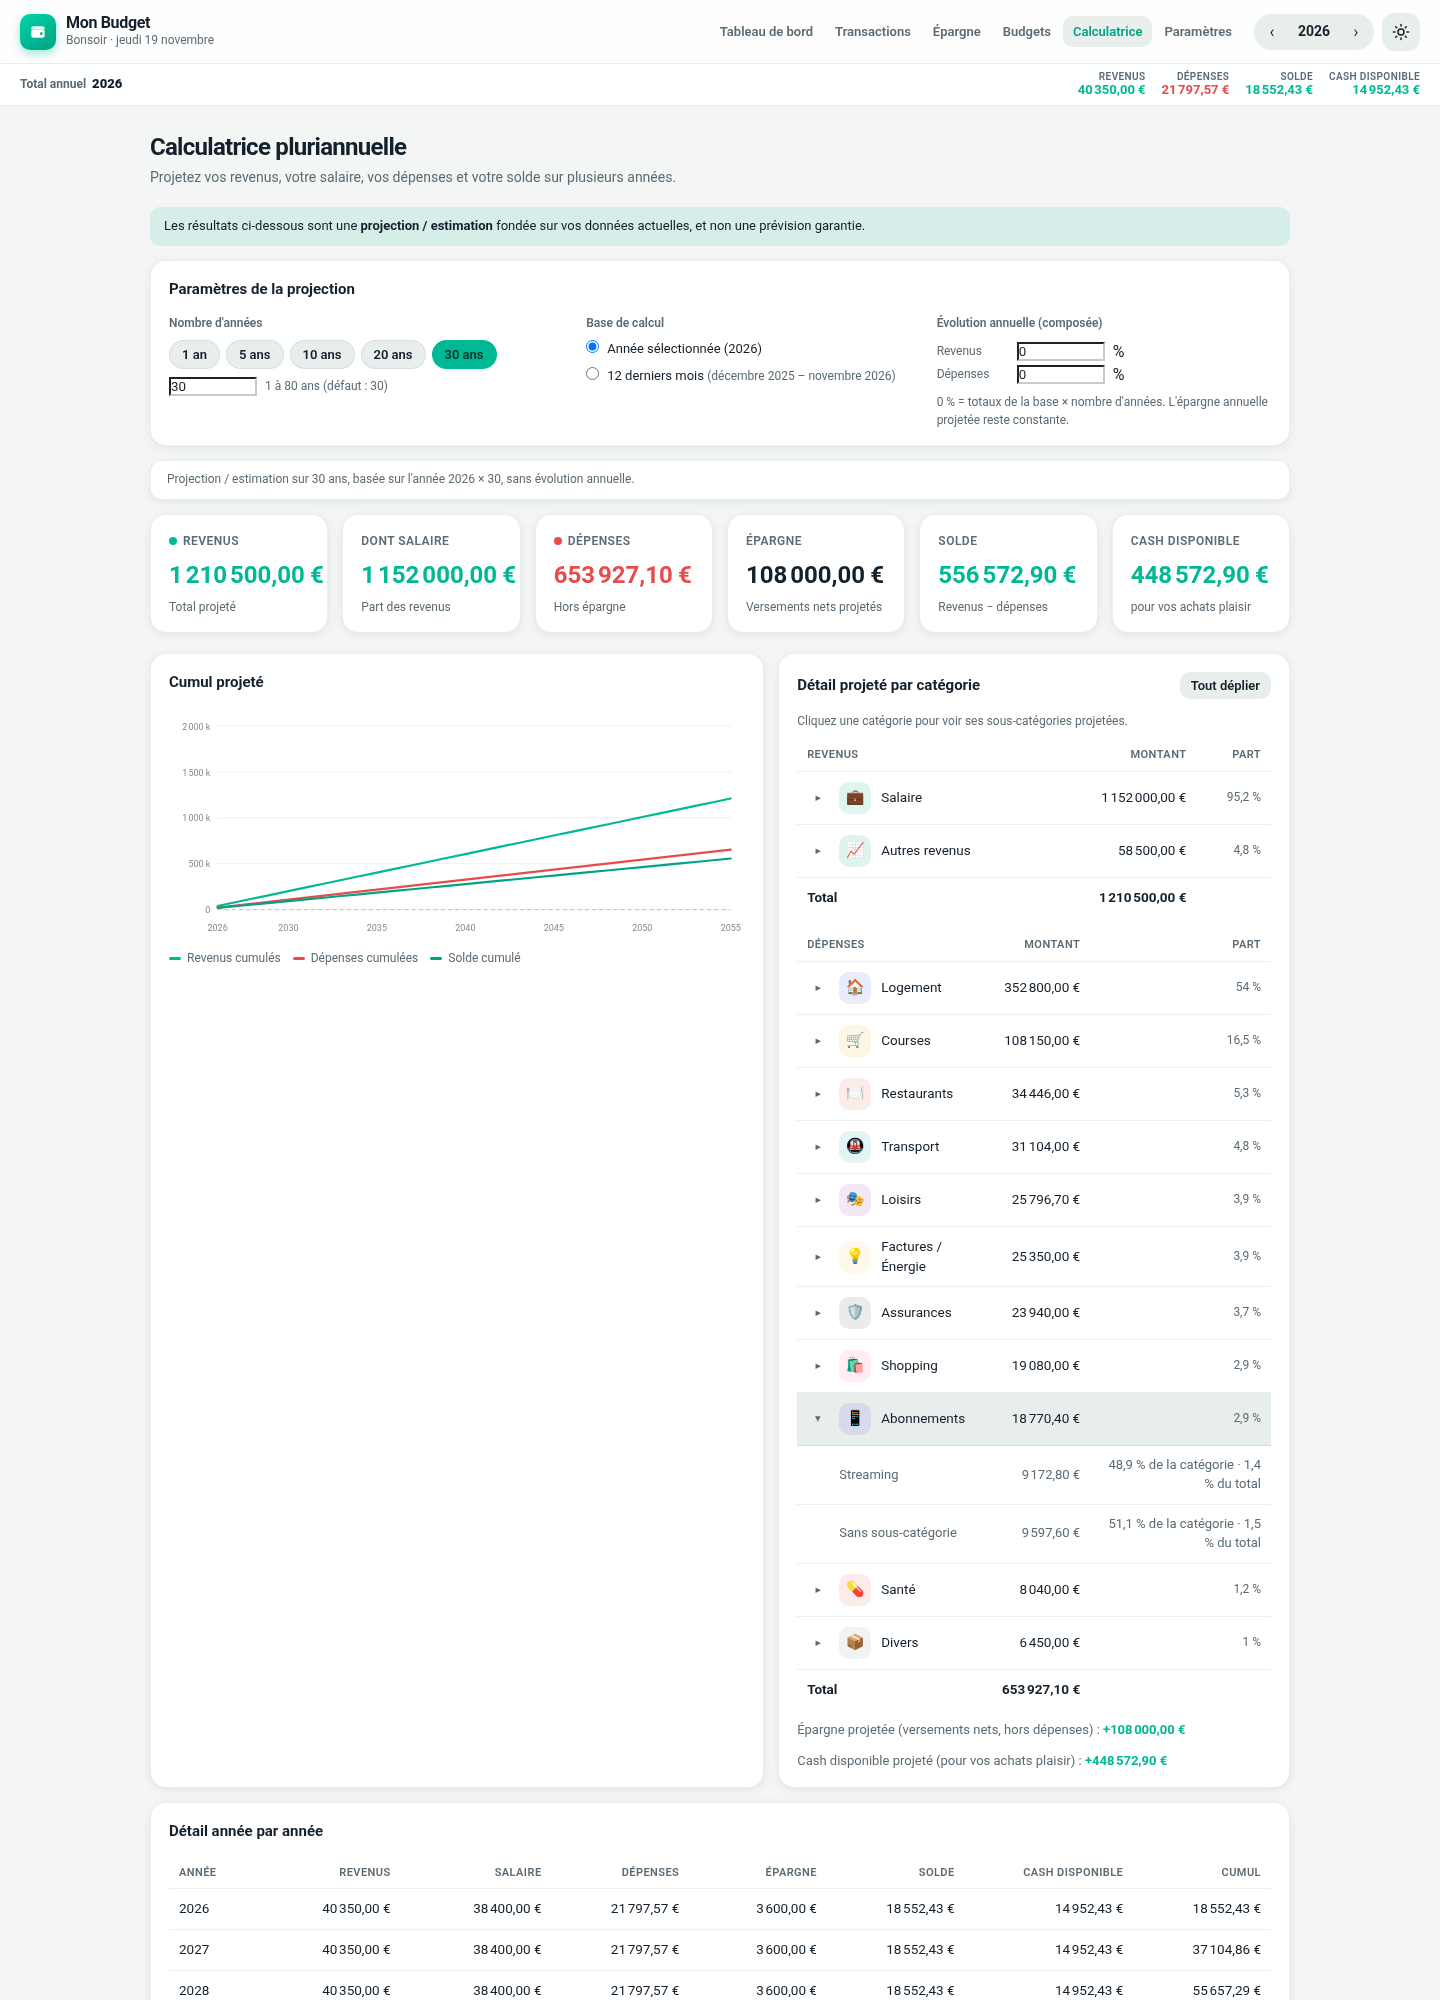 Mon Budget
Bonsoir · jeudi 19 novembre
Tableau de bord Transactions Épargne Budgets Calculatrice Paramètres ‹ 2026 ›
Total annuel 2026
REVENUS DÉPENSES SOLDE CASH DISPONIBLE
40 350,00 € 21 797,57 € 18 552,43 € 14 952,43 €
Calculatrice pluriannuelle
Projetez vos revenus, votre salaire, vos dépenses et votre solde sur plusieurs années.
Les résultats ci-dessous sont une projection / estimation fondée sur vos données actuelles, et non une prévision garantie.
Paramètres de la projection
Nombre d'années
1 an 5 ans 10 ans 20 ans 30 ans
30 1 à 80 ans (défaut : 30)
Base de calcul
Année sélectionnée (2026)
12 derniers mois (décembre 2025 – novembre 2026)
Évolution annuelle (composée)
Revenus 0 %
Dépenses 0 %
0 % = totaux de la base × nombre d'années. L'épargne annuelle
projetée reste constante.
Projection / estimation sur 30 ans, basée sur l'année 2026 × 30, sans évolution annuelle.
REVENUS
1 210 500,00 €
Total projeté
DONT SALAIRE
1 152 000,00 €
Part des revenus
DÉPENSES
653 927,10 €
Hors épargne
ÉPARGNE
108 000,00 €
Versements nets projetés
SOLDE
556 572,90 €
Revenus − dépenses
CASH DISPONIBLE
448 572,90 €
pour vos achats plaisir
Cumul projeté
2 000 k
1 500 k
1 000 k
500 k
0
2026 2030 2035 2040 2045 2050 2055
Revenus cumulés Dépenses cumulées Solde cumulé
Détail projeté par catégorie Tout déplier
Cliquez une catégorie pour voir ses sous-catégories projetées.
REVENUS MONTANT PART
▸ Salaire 1 152 000,00 € 95,2 %
▸ Autres revenus 58 500,00 € 4,8 %
Total 1 210 500,00 €
DÉPENSES MONTANT PART
▸ Logement 352 800,00 € 54 %
▸ Courses 108 150,00 € 16,5 %
▸ Restaurants 34 446,00 € 5,3 %
▸ Transport 31 104,00 € 4,8 %
▸ Loisirs 25 796,70 € 3,9 %
▸ Factures /
Énergie 25 350,00 € 3,9 %
▸ Assurances 23 940,00 € 3,7 %
▸ Shopping 19 080,00 € 2,9 %
▾ Abonnements 18 770,40 € 2,9 %
Streaming 9 172,80 € 48,9 % de la catégorie · 1,4
% du total
Sans sous-catégorie 9 597,60 € 51,1 % de la catégorie · 1,5
% du total
▸ Santé 8 040,00 € 1,2 %
▸ Divers 6 450,00 € 1 %
Total 653 927,10 €
Épargne projetée (versements nets, hors dépenses) : +108 000,00 €
Cash disponible projeté (pour vos achats plaisir) : +448 572,90 €
Détail année par année
ANNÉE REVENUS SALAIRE DÉPENSES ÉPARGNE SOLDE CASH DISPONIBLE CUMUL
2026 40 350,00 € 38 400,00 € 21 797,57 € 3 600,00 € 18 552,43 € 14 952,43 € 18 552,43 €
2027 40 350,00 € 38 400,00 € 21 797,57 € 3 600,00 € 18 552,43 € 14 952,43 € 37 104,86 €
2028 40 350,00 € 38 400,00 € 21 797,57 € 3 600,00 € 18 552,43 € 14 952,43 € 55 657,29 €